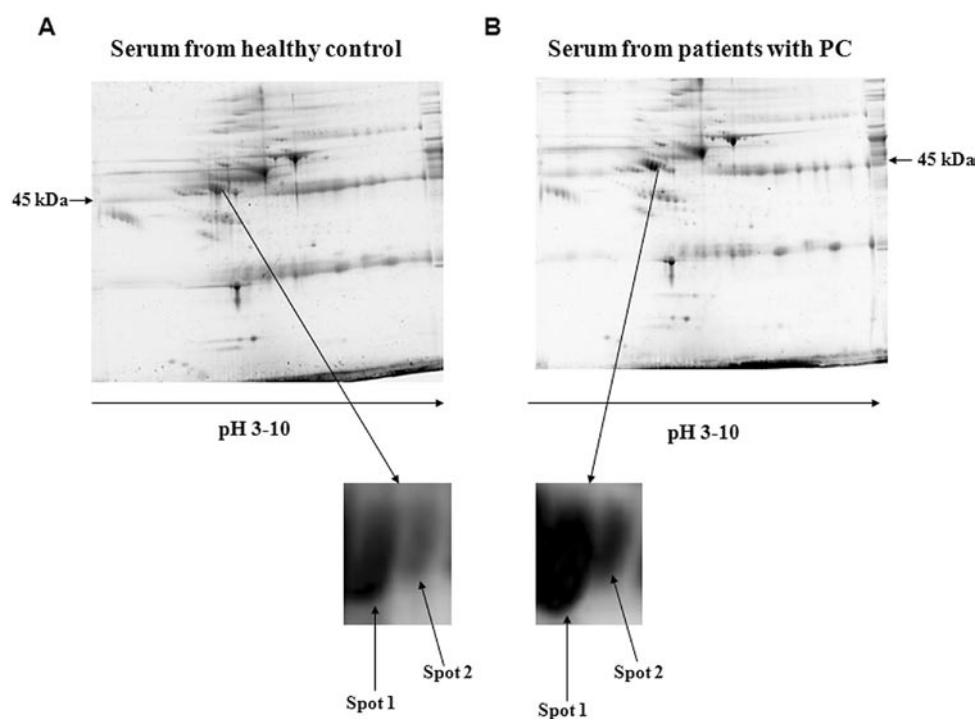 A
Serum from healthy control
B
Serum from patients with PC
45 kDa
45 kDa
pH 3-10
pH 3-10
Spot 2
Spot 1
Spot 2
Spot 1